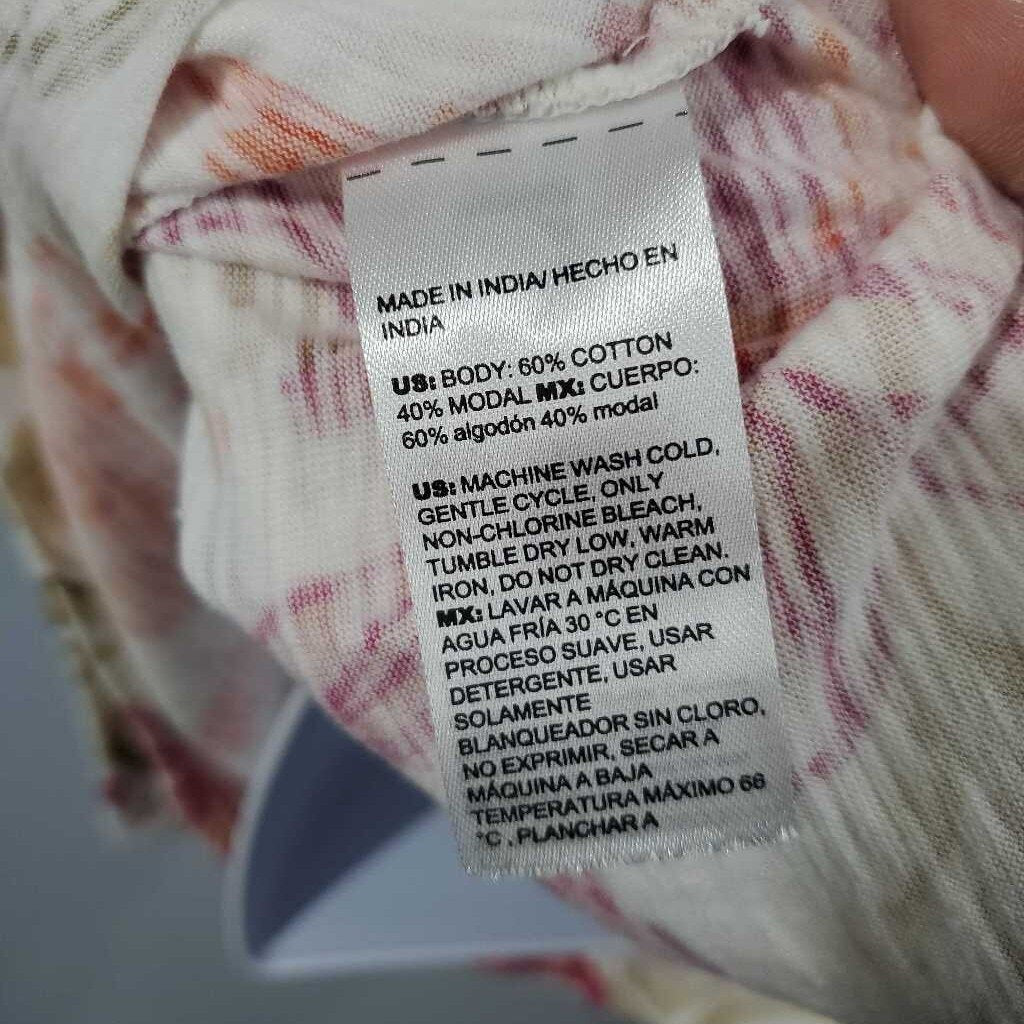 MADE IN INDIA/ HECHO EN
INDIA
US: BODY: 60% COTTON
40% MODAL MX: CUERPO:
60% algodón 40% modal
US: MACHINE WASH COLD,
GENTLE CYCLE, ONLY
NON-CHLORINE BLEACH,
TUMBLE DRY LOW, WARM
IRON, DO NOT DRY CLEAN.
MX: LAVAR A MÁQUINA CON
AGUA FRÍA 30 °C EN
PROCESO SUAVE, USAR
DETERGENTE, USAR
SOLAMENTE
BLANQUEADOR SIN CLORO,
NO EXPRIMIR, SECAR A
MÁQUINA A BAJA
TEMPERATURA MÁXIMO 66
°C , PLANCHAR A